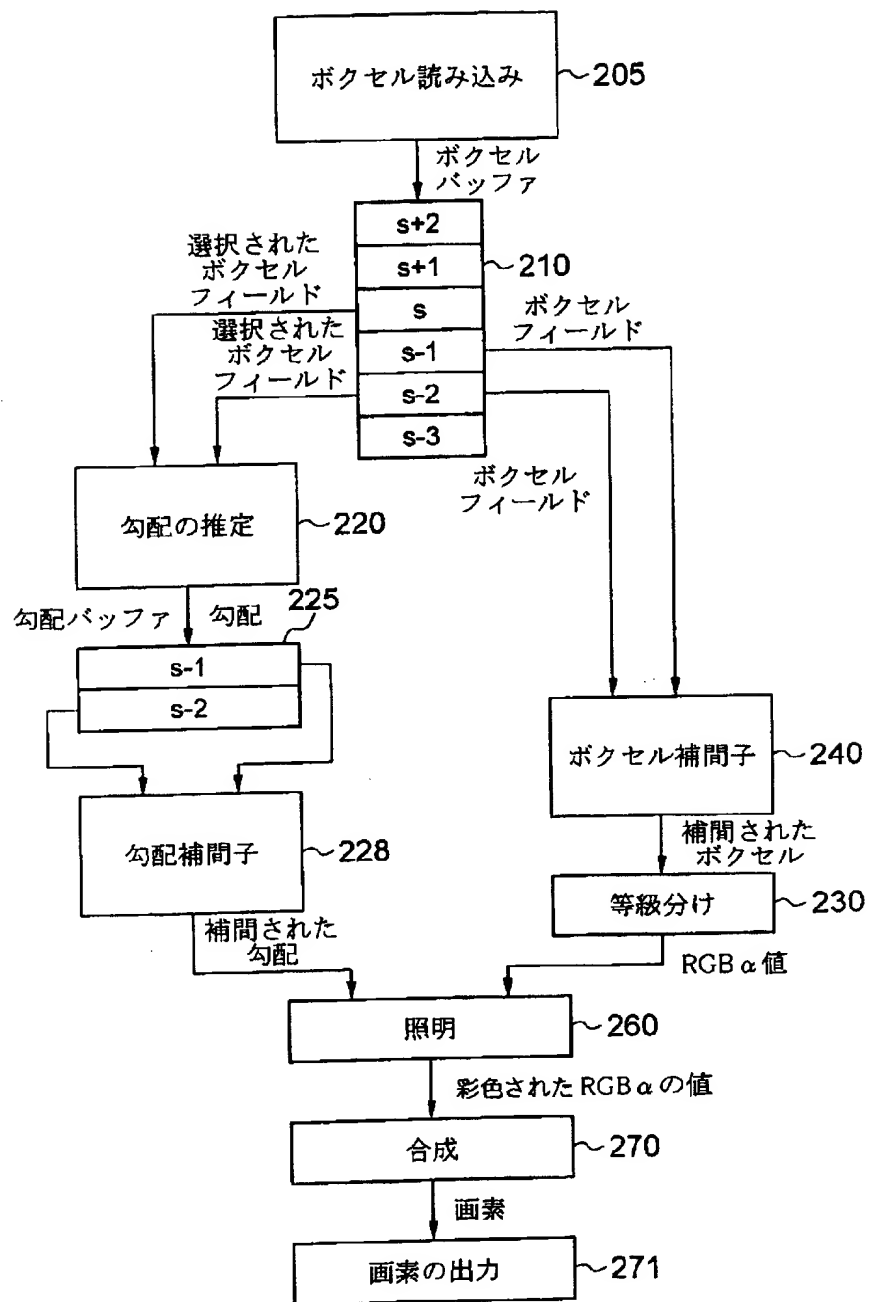 ボクセル読み込み
205
ボクセル
バッファ
s+2
s+1
s
s-1
s-2
s-3
210
選択された
ボクセル
フィールド
選択された
ボクセル
フィールド
ボクセル
フィールド
ボクセル
フィールド
勾配の推定
220
勾配バッファ
勾配
225
s-1
s-2
ボクセル補間子
240
勾配補間子
228
補間された
ボクセル
等級分け
230
補間された
勾配
RGBα値
照明
260
彩色されたRGBαの値
合成
270
画素
画素の出力
271